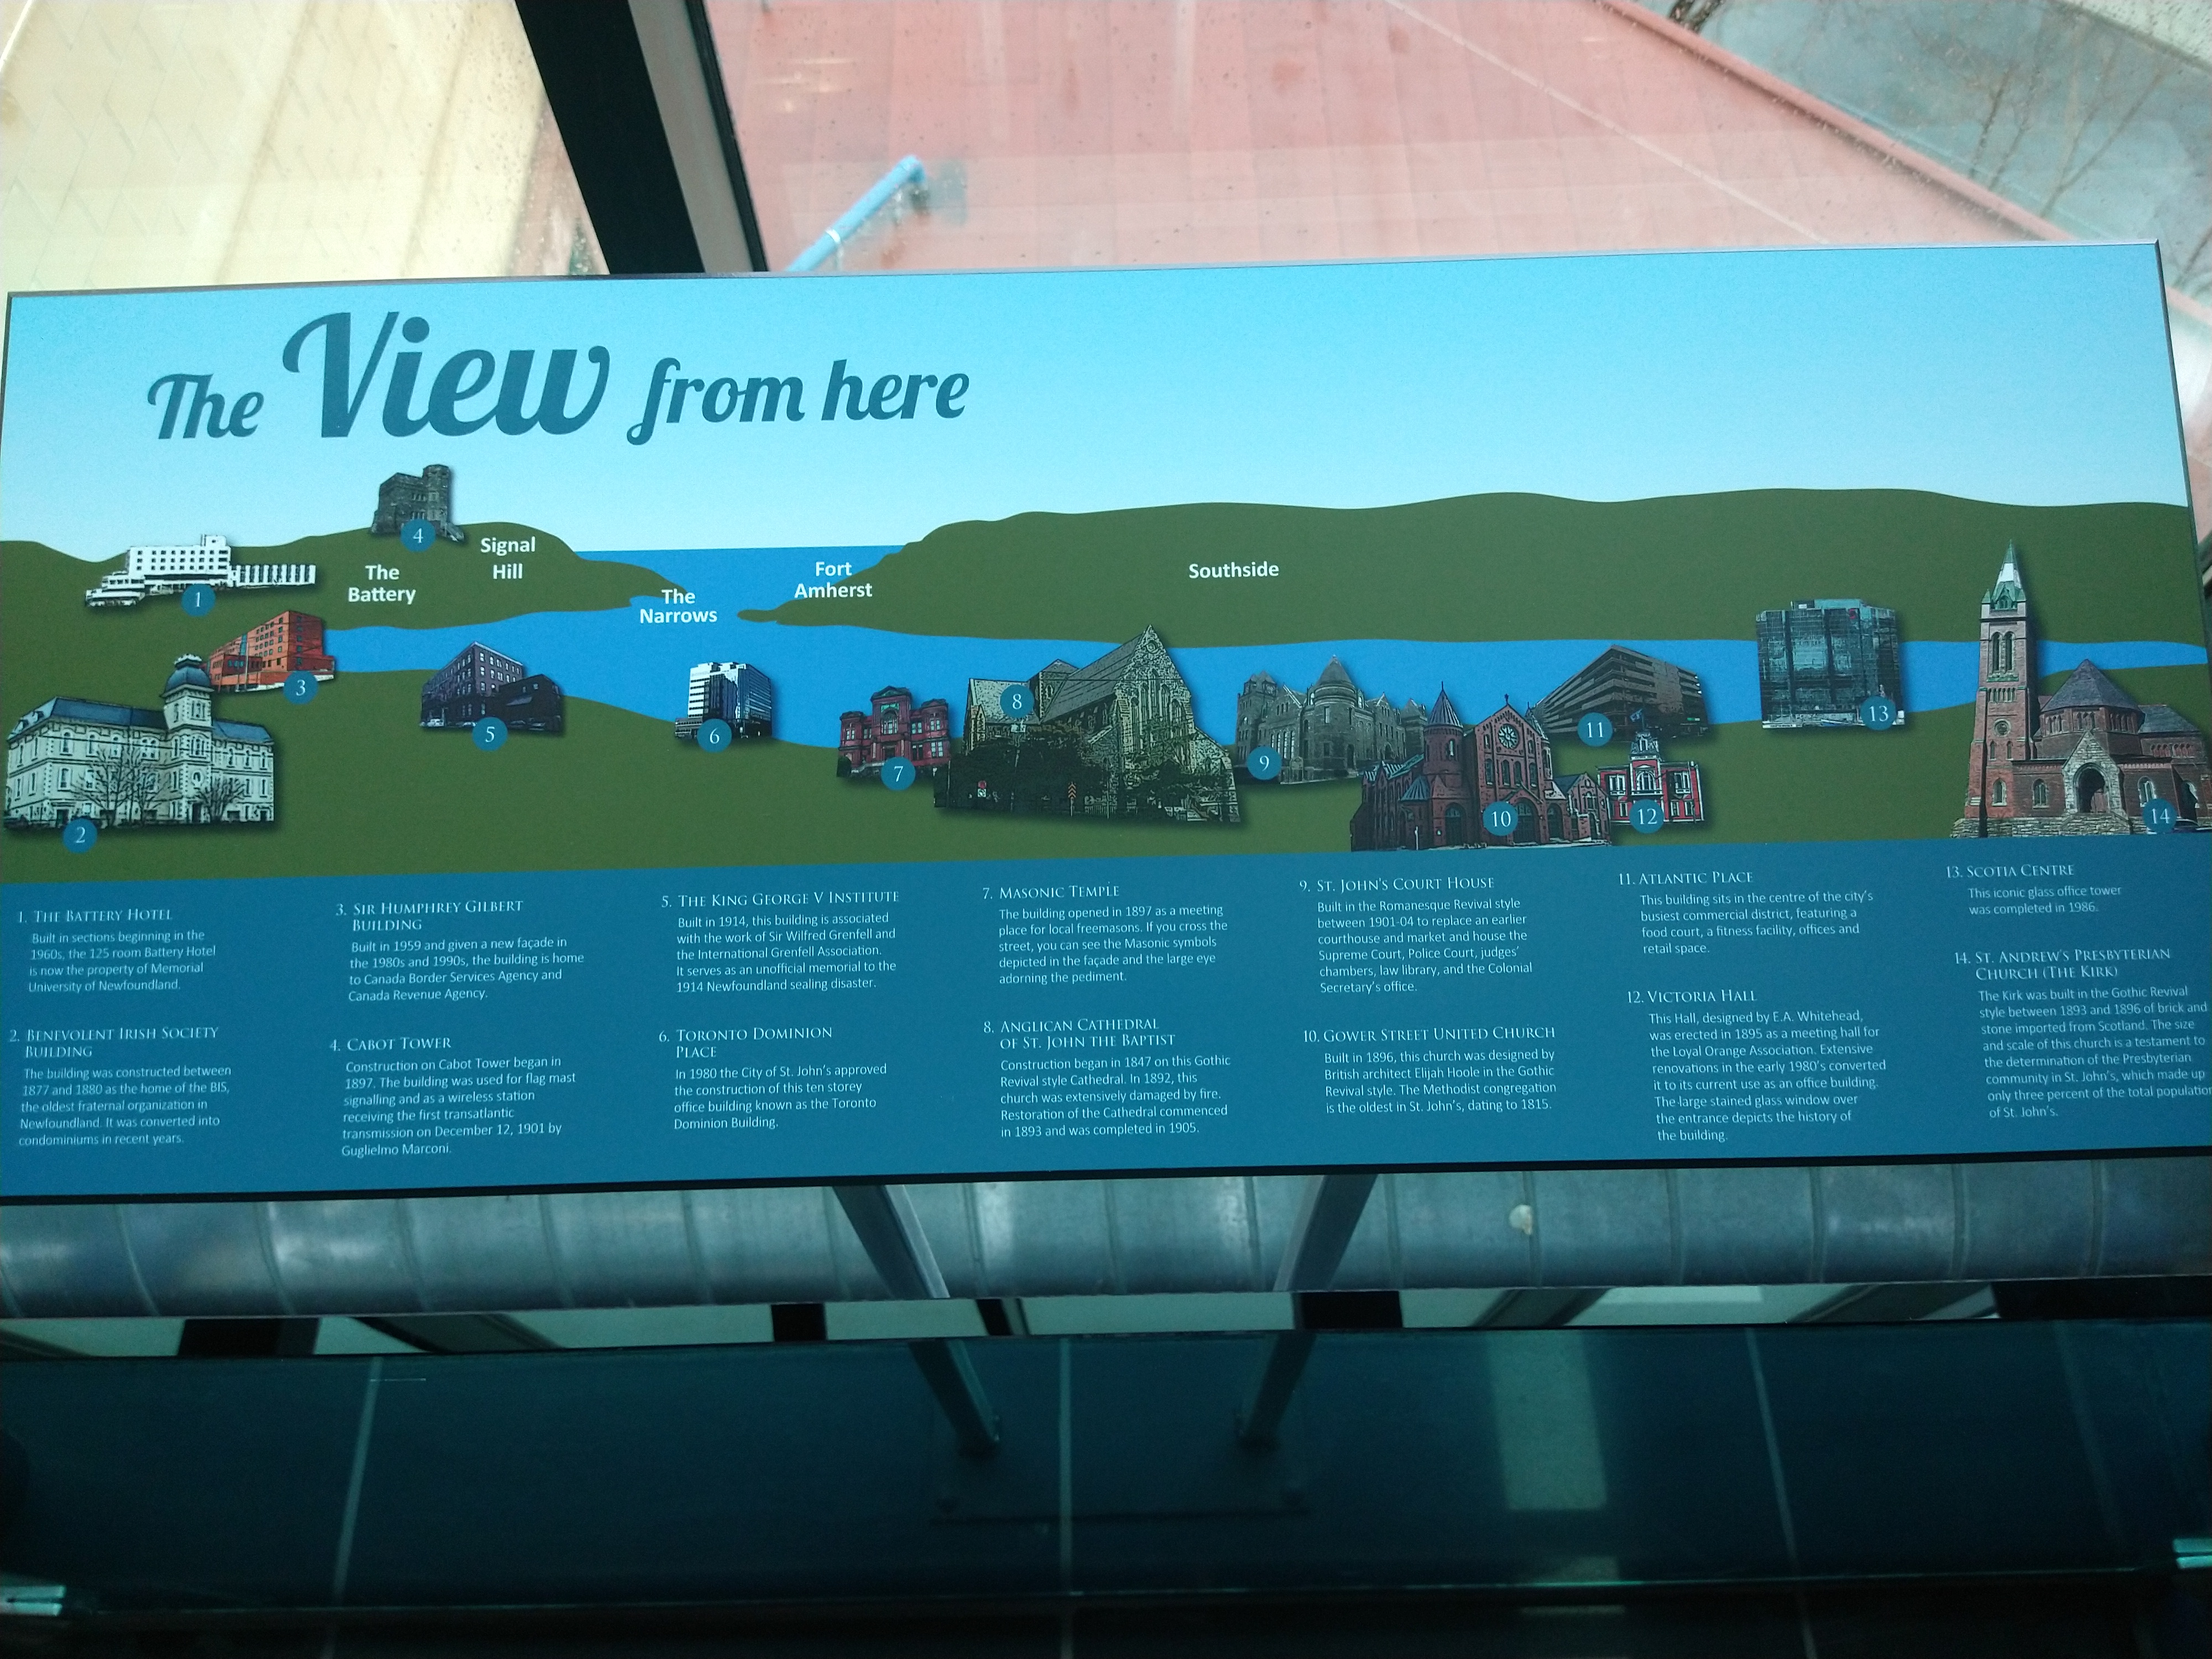 The View from here
4
Signal
Hill
The
Battery
1
The
Narrows
Fort
Amherst
Southside
3
2
5
6
7
8
9
10
11
12
13
14
1. THE BATTERY HOTEL
Built in sections beginning in the
1960s, the 125 room Battery Hotel
is now the property of Memorial
University of Newfoundland.
2. BENEVOLENT IRISH SOCIETY
BUILDING
The building was constructed between
1877 and 1880 as the home of the BIS,
the oldest fraternal organization in
Newfoundland. It was converted into
condominiums in recent years.
3. SIR HUMPHREY GILBERT
BUILDING
Built in 1959 and given a new façade in
the 1980s and 1990s, the building is home
to Canada Border Services Agency and
Canada Revenue Agency.
4. CABOT TOWER
Construction on Cabot Tower began in
1897. The building was used for flag mast
signalling and as a wireless station
receiving the first transatlantic
transmission on December 12, 1901 by
Guglielmo Marconi.
5. THE KING GEORGE V INSTITUTE
Built in 1914, this building is associated
with the work of Sir Wilfred Grenfell and
the International Grenfell Association.
It serves as an unofficial memorial to the
1914 Newfoundland sealing disaster.
6. TORONTO DOMINION
PLACE
In 1980 the City of St. John's approved
the construction of this ten storey
office building known as the Toronto
Dominion Building.
7. MASONIC TEMPLE
The building opened in 1897 as a meeting
place for local freemasons. If you cross the
street, you can see the Masonic symbols
depicted in the façade and the large eye
adorning the pediment.
8. ANGLICAN CATHEDRAL
OF ST. JOHN THE BAPTIST
Construction began in 1847 on this Gothic
Revival style Cathedral. In 1892, this
church was extensively damaged by fire.
Restoration of the Cathedral commenced
in 1893 and was completed in 1905.
9. ST. JOHN'S COURT HOUSE
Built in the Romanesque Revival style
between 1901-04 to replace an earlier
courthouse and market and house the
Supreme Court, Police Court, judges'
chambers, law library, and the Colonial
Secretary's office.
10. GOWER STREET UNITED CHURCH
Built in 1896, this church was designed by
British architect Elijah Hoole in the Gothic
Revival style. The Methodist congregation
is the oldest in St. John's, dating to 1815.
11. ATLANTIC PLACE
This building sits in the centre of the city's
busiest commercial district, featuring a
food court, a fitness facility, offices and
retail space.
12. VICTORIA HALL
This Hall, designed by E.A. Whitehead,
was erected in 1895 as a meeting hall for
the Loyal Orange Association. Extensive
renovations in the early 1980's converted
it to its current use as an office building.
The large stained glass window over
the entrance depicts the history of
the building.
13. SCOTIA CENTRE
This iconic glass office tower
was completed in 1986.
14. ST. ANDREW'S PRESBYTERIAN
CHURCH (THE KIRK)
The Kirk was built in the Gothic Revival
style between 1893 and 1896 of brick and
stone imported from Scotland. The size
and scale of this church is a testament to
the determination of the Presbyterian
community in St. John's, which made up
only three percent of the total population
of St. John's.